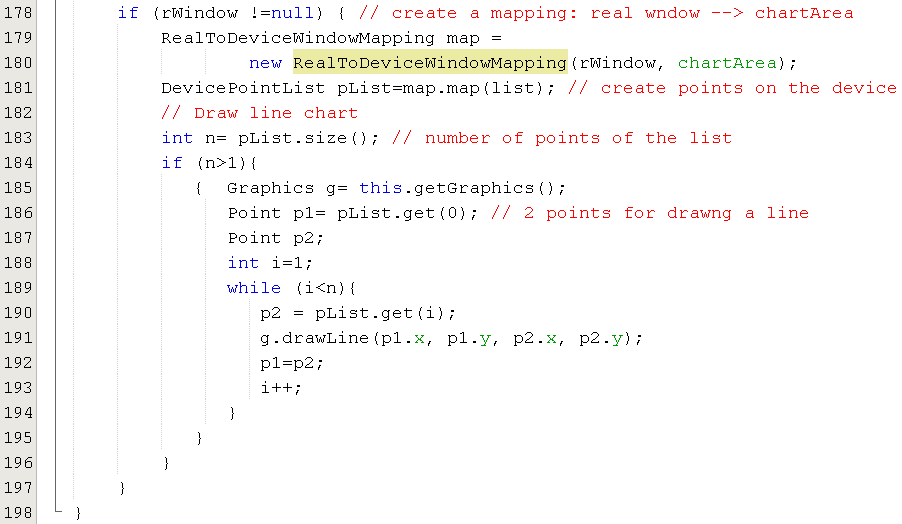 178 if (rWindow !=null) { // create a mapping: real wndow --> chartArea
179 RealToDeviceWindowMapping map =
180 new RealToDeviceWindowMapping(rWindow, chartArea);
181 DevicePointList pList=map.map(list); // create points on the device
182 // Draw line chart
183 int n= pList.size(); // number of points of the list
184 if (n>1){
185 { Graphics g= this.getGraphics();
186 Point p1= pList.get(0); // 2 points for drawng a line
187 Point p2;
188 int i=1;
189 while (i<n){
190 p2 = pList.get(i);
191 g.drawLine(p1.x, p1.y, p2.x, p2.y);
192 p1=p2;
193 i++;
194 }
195 }
196 }
197 }
198 }